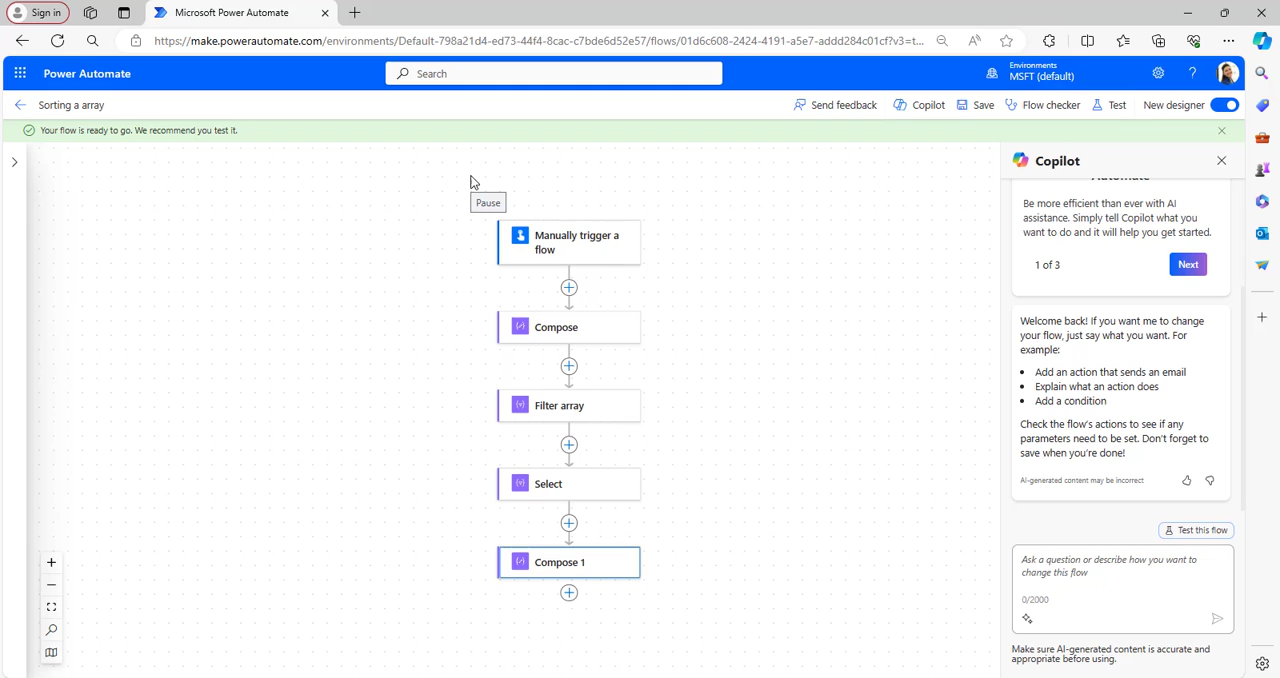 Sign in
Microsoft Power Automate
https://make.powerautomate.com/environments/Default-798a21d4-ed73-44f4-8cac-c7bde6d52e57/flows/01d6c608-2424-4191-a5e7-addd284c01cf?v3=t...
Power Automate
Search
Environments
MSFT (default)
Sorting a array
Send feedback
Copilot
Save
Flow checker
Test
New designer
Your flow is ready to go. We recommend you test it.
Pause
Manually trigger a
flow
Compose
Filter array
Select
Compose 1
Copilot
Automate
Be more efficient than ever with AI
assistance. Simply tell Copilot what you
want to do and it will help you get started.
1 of 3
Next
Welcome back! If you want me to change
your flow, just say what you want. For
example:
• Add an action that sends an email
• Explain what an action does
• Add a condition
Check the flow's actions to see if any
parameters need to be set. Don't forget to
save when you're done!
AI-generated content may be incorrect
Test this flow
Ask a question or describe how you want to
change this flow
0/2000
Make sure AI-generated content is accurate and
appropriate before using.